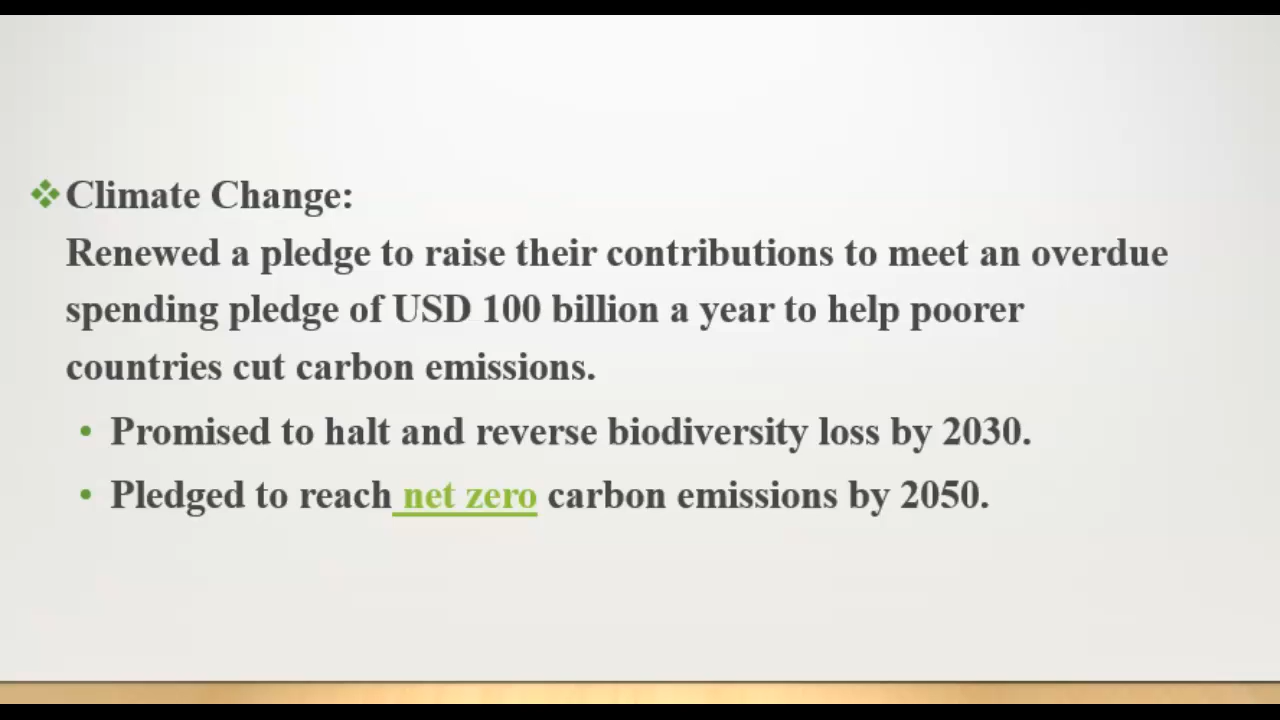 ❖Climate Change:
Renewed a pledge to raise their contributions to meet an overdue
spending pledge of USD 100 billion a year to help poorer
countries cut carbon emissions.
• Promised to halt and reverse biodiversity loss by 2030.
• Pledged to reach net zero carbon emissions by 2050.